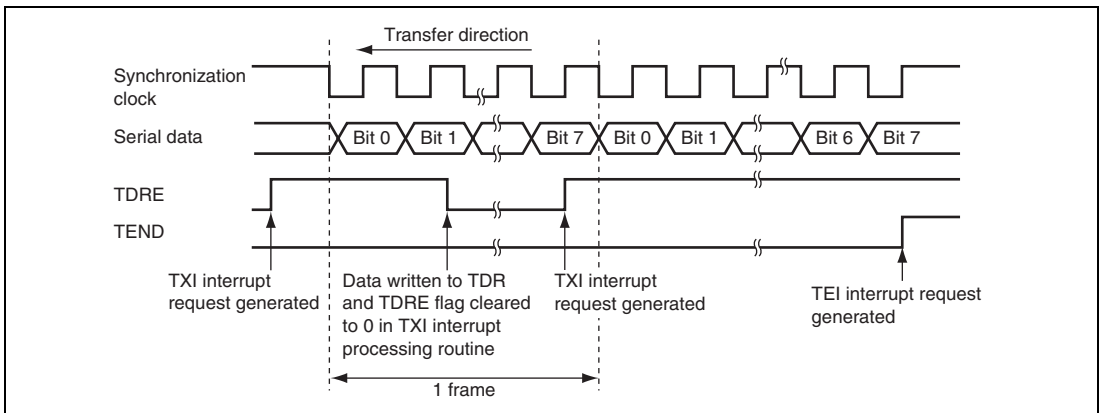 Transfer direction
Synchronization
clock
Serial data
Bit 0
Bit 1
Bit 7
Bit 0
Bit 1
Bit 6
Bit 7
TDRE
TEND
TXI interrupt
request generated
Data written to TDR
and TDRE flag cleared
to 0 in TXI interrupt
processing routine
TXI interrupt
request generated
TEI interrupt request
generated
1 frame